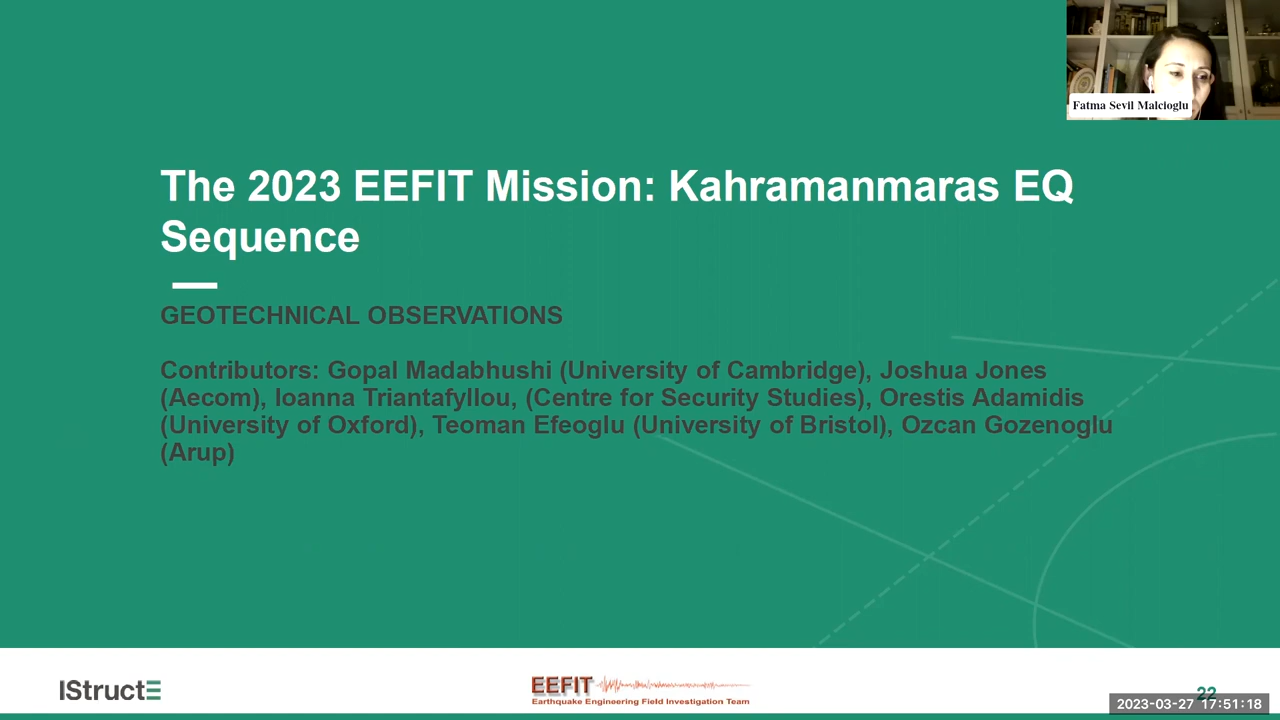 Fatma Sevil Malcioglu
The 2023 EEFIT Mission: Kahramanmaras EQ
Sequence
GEOTECHNICAL OBSERVATIONS
Contributors: Gopal Madabhushi (University of Cambridge), Joshua Jones
(Aecom), Ioanna Triantafyllou, (Centre for Security Studies), Orestis Adamidis
(University of Oxford), Teoman Efeoglu (University of Bristol), Ozcan Gozenoglu
(Arup)
IStructE
EEFIT
Earthquake Engineering Field Investigation Team
22
2023-03-27 17:51:18